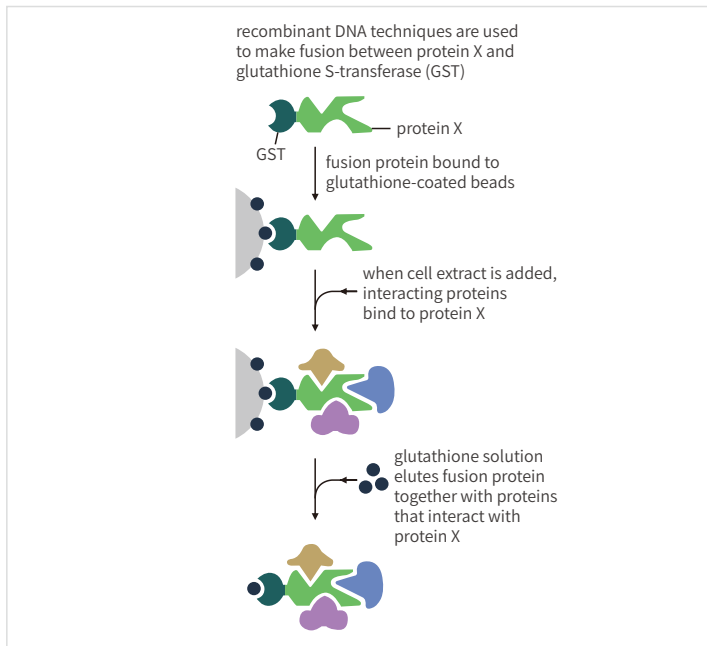 recombinant DNA techniques are used
to make fusion between protein X and
glutathione S-transferase (GST)
protein X
GST
fusion protein bound to
glutathione-coated beads
when cell extract is added,
interacting proteins
bind to protein X
glutathione solution
elutes fusion protein
together with proteins
that interact with
protein X